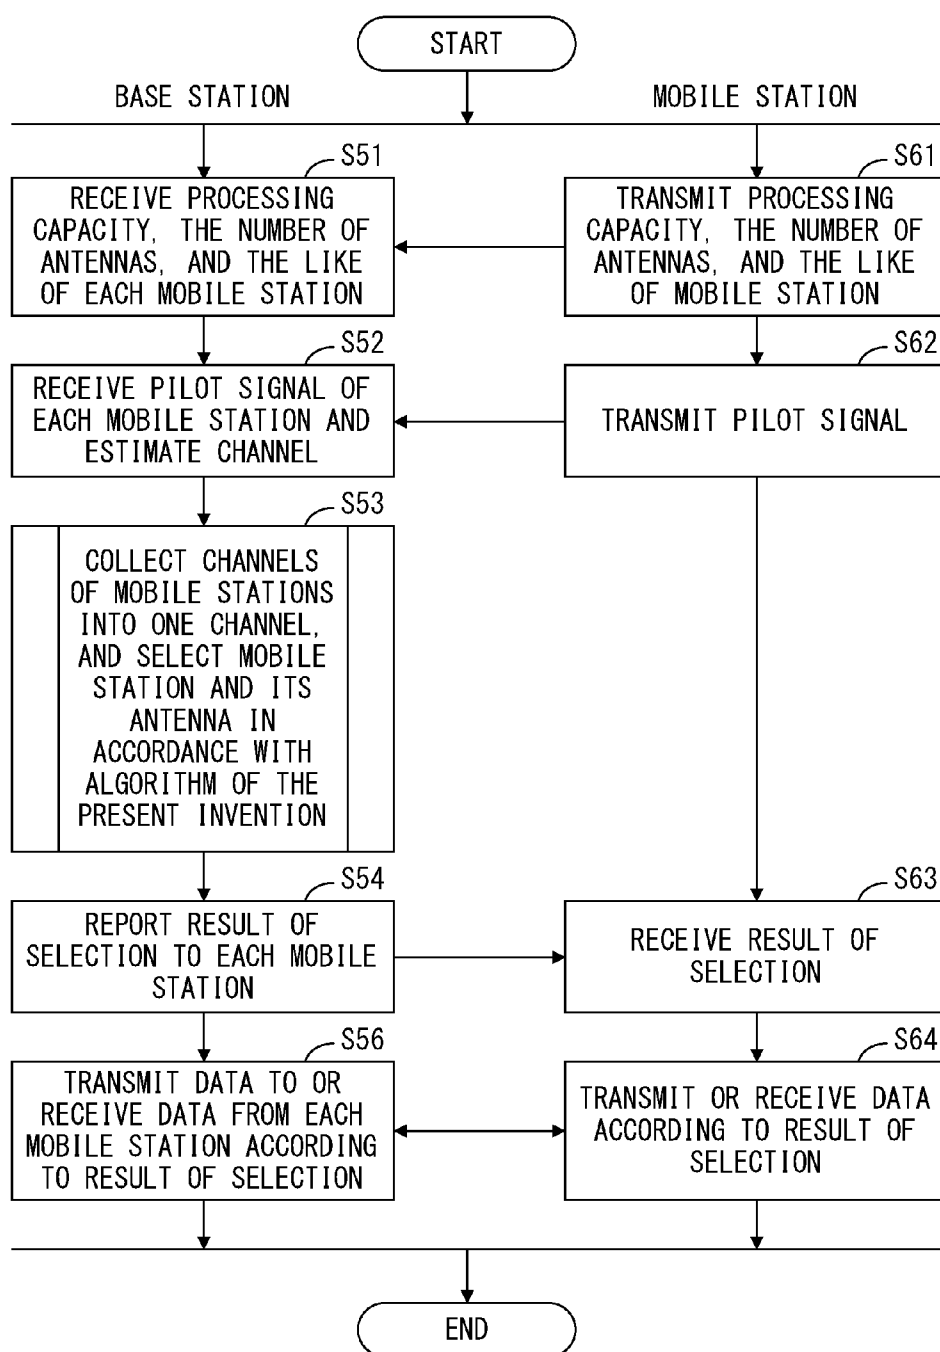 START
BASE STATION
MOBILE STATION
S51
RECEIVE PROCESSING
CAPACITY, THE NUMBER OF
ANTENNAS, AND THE LIKE
OF EACH MOBILE STATION
S61
TRANSMIT PROCESSING
CAPACITY, THE NUMBER OF
ANTENNAS, AND THE LIKE
OF MOBILE STATION
S52
RECEIVE PILOT SIGNAL OF
EACH MOBILE STATION AND
ESTIMATE CHANNEL
S62
TRANSMIT PILOT SIGNAL
S53
COLLECT CHANNELS
OF MOBILE STATIONS
INTO ONE CHANNEL,
AND SELECT MOBILE
STATION AND ITS
ANTENNA IN
ACCORDANCE WITH
ALGORITHM OF THE
PRESENT INVENTION
S54
REPORT RESULT OF
SELECTION TO EACH MOBILE
STATION
S63
RECEIVE RESULT OF
SELECTION
S56
TRANSMIT DATA TO OR
RECEIVE DATA FROM EACH
MOBILE STATION ACCORDING
TO RESULT OF SELECTION
S64
TRANSMIT OR RECEIVE DATA
ACCORDING TO RESULT OF
SELECTION
END